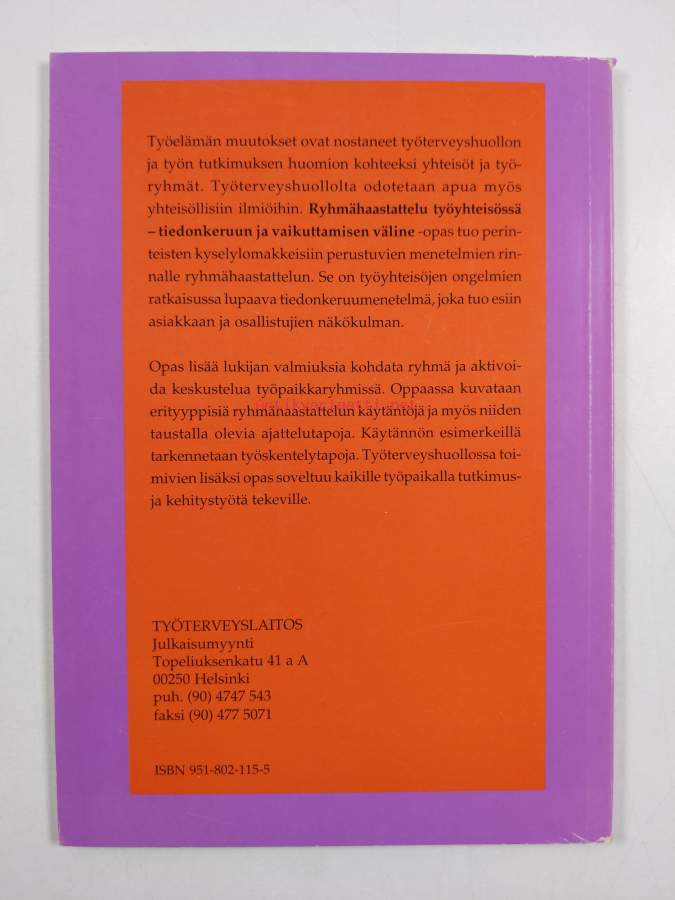 Työelämän muutokset ovat nostaneet työterveyshuollon
ja työn tutkimuksen huomion kohteeksi yhteisöt ja työ-
ryhmät. Työterveyshuollolta odotetaan apua myös
yhteisöllisiin ilmiöihin. Ryhmähaastattelu työyhteisössä
– tiedonkeruun ja vaikuttamisen väline -opas tuo perin-
teisten kyselylomakkeisiin perustuvien menetelmien rin-
nalle ryhmähaastattelun. Se on työyhteisöjen ongelmien
ratkaisussa lupaava tiedonkeruumenetelmä, joka tuo esiin
asiakkaan ja osallistujien näkökulman.
Opas lisää lukijan valmiuksia kohdata ryhmä ja aktivoi-
da keskustelua työpaikkaryhmissä. Oppaassa kuvataan
erityyppisiä ryhmähaastattelun käytäntöjä ja myös niiden
taustalla olevia ajattelutapoja. Käytännön esimerkeillä
tarkennetaan työskentelytapoja. Työterveyshuollossa toi-
mivien lisäksi opas soveltuu kaikille työpaikalla tutkimus-
ja kehitystyötä tekeville.
TYÖTERVEYSLAITOS
Julkaisumyynti
Topeliuksenkatu 41 a A
00250 Helsinki
puh. (90) 4747 543
faksi (90) 477 5071
ISBN 951-802-115-5